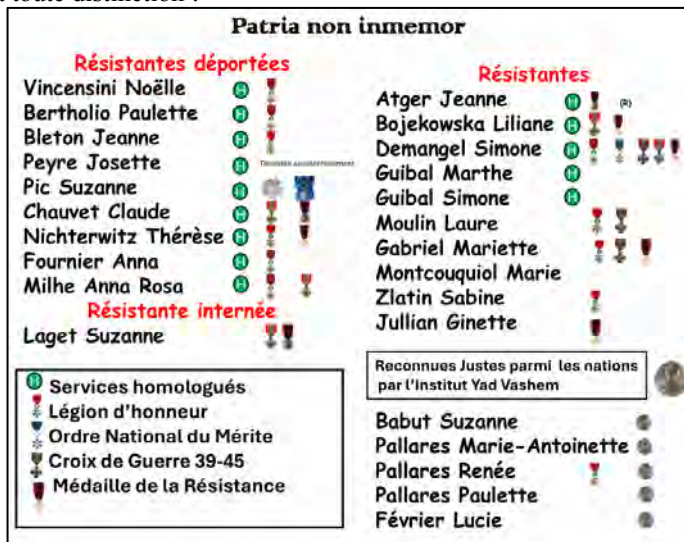 t toute distinction :
Patria non inmemor
Résistantes déportées
Vincensini Noëlle H
Bertholio Paulette H
Bleton Jeanne H
Peyre Josette H
Pic Suzanne H
Chauvet Claude H
Nichterwitz Thérèse H
Fournier Anna H
Milhe Anna Rosa H
Résistante internée
Laget Suzanne
H Services homologués
Légion d'honneur
Ordre National du Mérite
Croix de Guerre 39-45
Médaille de la Résistance
Résistantes
Atger Jeanne H (R)
Bojekowska Liliane H
Demangel Simone H
Guibal Marthe H
Guibal Simone H
Moulin Laure
Gabriel Mariette
Montcouquiol Marie
Zlatin Sabine
Jullian Ginette
Reconnues Justes parmi les nations
par l'institut Yad Vashem
Babut Suzanne
Pallares Marie-Antoinette
Pallares Renée
Pallares Paulette
Février Lucie